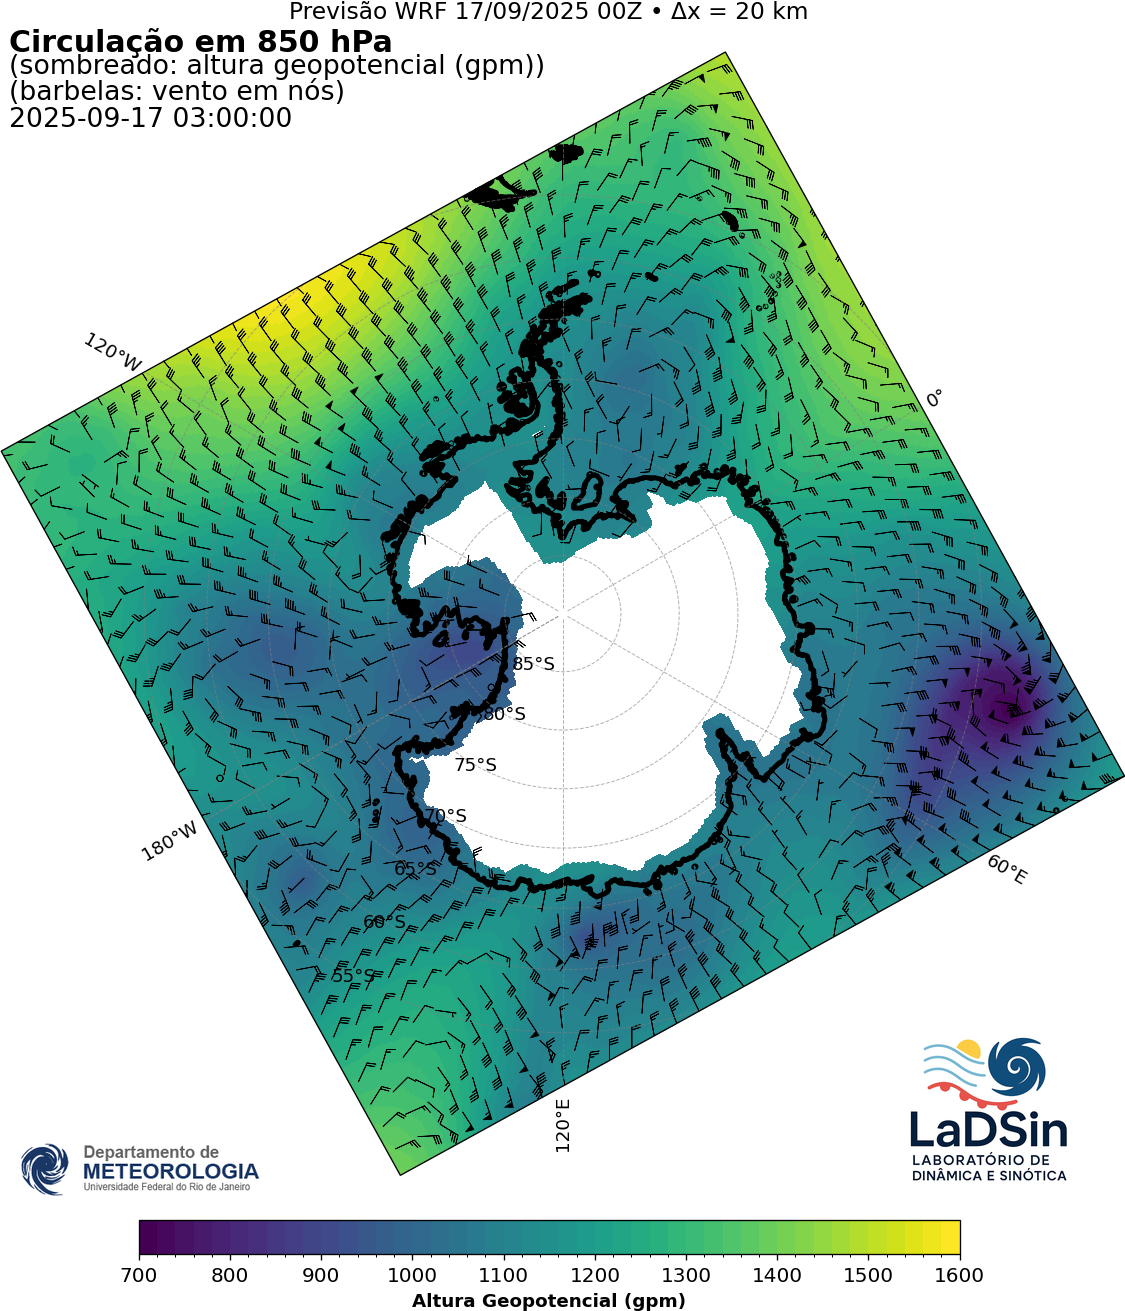 Previsão WRF 17/09/2025 00Z • Δx = 20 km
Circulação em 850 hPa
(sombreado: altura geopotencial (gpm))
(barbelas: vento em nós)
2025-09-17 03:00:00
120°W
0°
85°S
80°S
75°S
70°S
180°W
65°S
60°E
60°S
55°S
120°E
LaDSin
LABORATÓRIO DE
DINÂMICA E SINÓTICA
Departamento de
METEOROLOGIA
Universidade Federal do Rio de Janeiro
700 800 900 1000 1100 1200 1300 1400 1500 1600
Altura Geopotencial (gpm)